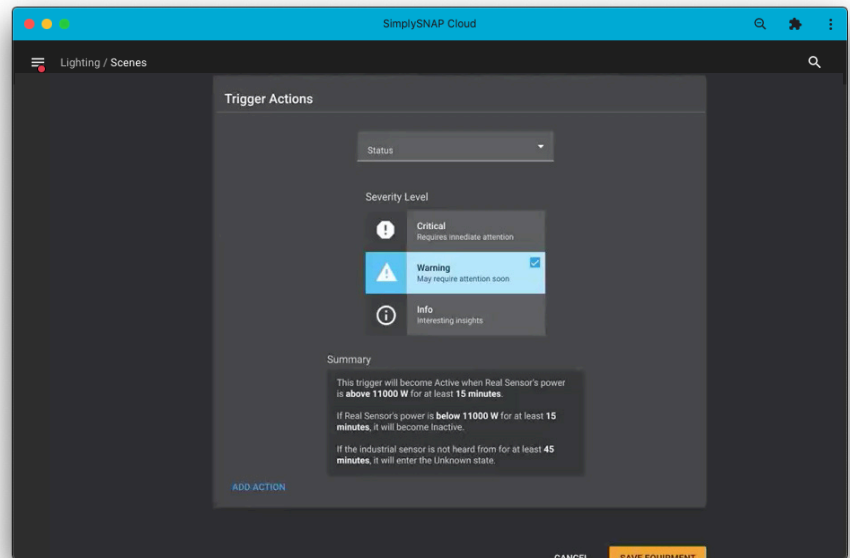 SimplySNAP Cloud
Lighting / Scenes
Trigger Actions
Status
Severity Level
Critical
Requires innediate attention
Warning
May require attention soon
Info
Interesting insights
Summary
This trigger will become Active when Real Sensor's power
is above 11000 W for at least 15 minutes.
If Real Sensor's power is below 11000 W for at least 15
minutes, it will become Inactive.
If the industrial sensor is not heard from for at least 45
minutes, it will enter the Unknown state.
ADD ACTION
CANCEL SAVE EQUIPMENT